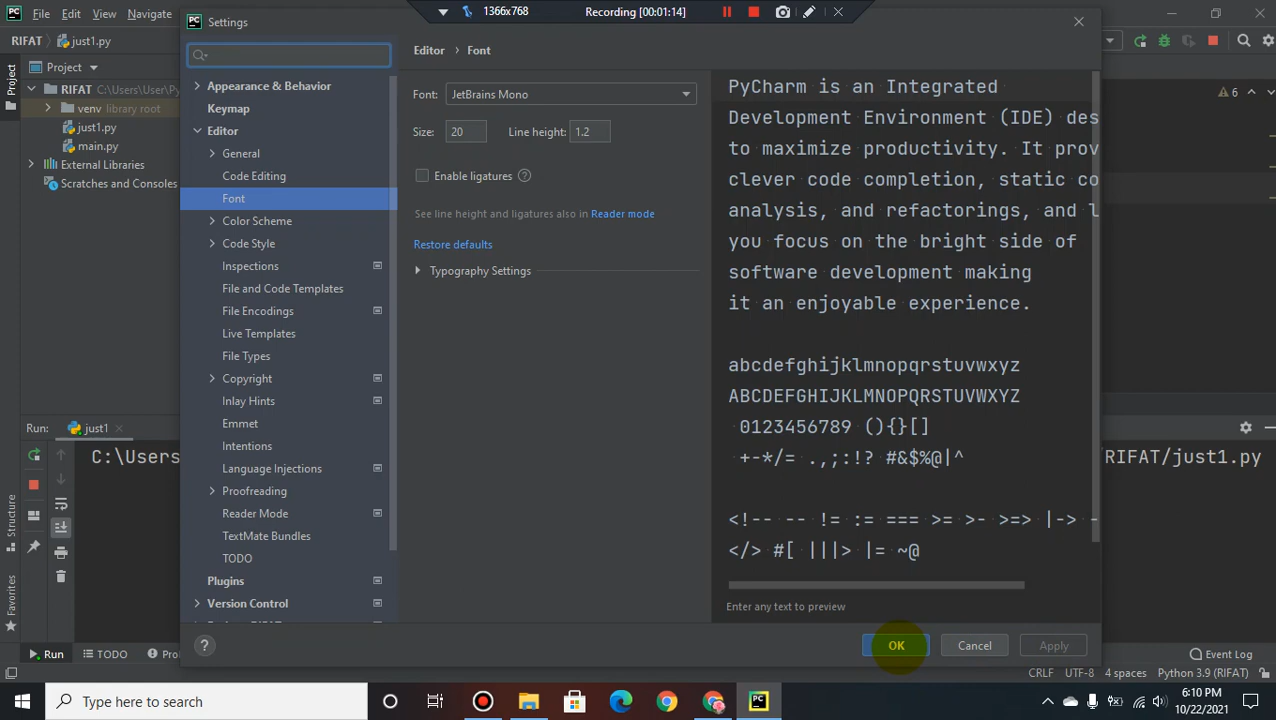 1366x768
Recording [00:01:14]
File
Edit
View
Navigate
Settings
RIFAT
just1.py
Project
Editor
Font
Project
RIFAT
venv library root
just1.py
main.py
External Libraries
Scratches and Consoles
Appearance & Behavior
Keymap
Editor
General
Code Editing
Font
Color Scheme
Code Style
Inspections
File and Code Templates
File Encodings
Live Templates
File Types
Copyright
Inlay Hints
Emmet
Intentions
Language Injections
Proofreading
Reader Mode
TextMate Bundles
TODO
Plugins
Version Control
Font:
JetBrains Mono
Size:
20
Line height:
1.2
Enable ligatures
See line height and ligatures also in Reader mode
Restore defaults
Typography Settings
PyCharm is an Integrated
Development Environment (IDE) des
to maximize productivity. It prov
clever code completion, static co
analysis, and refactorings, and l
you focus on the bright side of
software development making
it an enjoyable experience.
abcdefghijklmnopqrstuvwxyz
ABCDEFGHIJKLMNOPQRSTUVWXYZ
0123456789 (){}[]
+-*/= .,;:!? #&$%@|^
<!-- -- != := === >= >- >=> |-> -
</> #[ |||> |= ~@
Enter any text to preview
OK
Cancel
Apply
6
Run:
just1
C:\Users
RIFAT/just1.py
Structure
Favorites
Run
TODO
Event Log
CRLF
UTF-8
4 spaces
Python 3.9 (RIFAT)
Type here to search
6:10 PM
10/22/2021